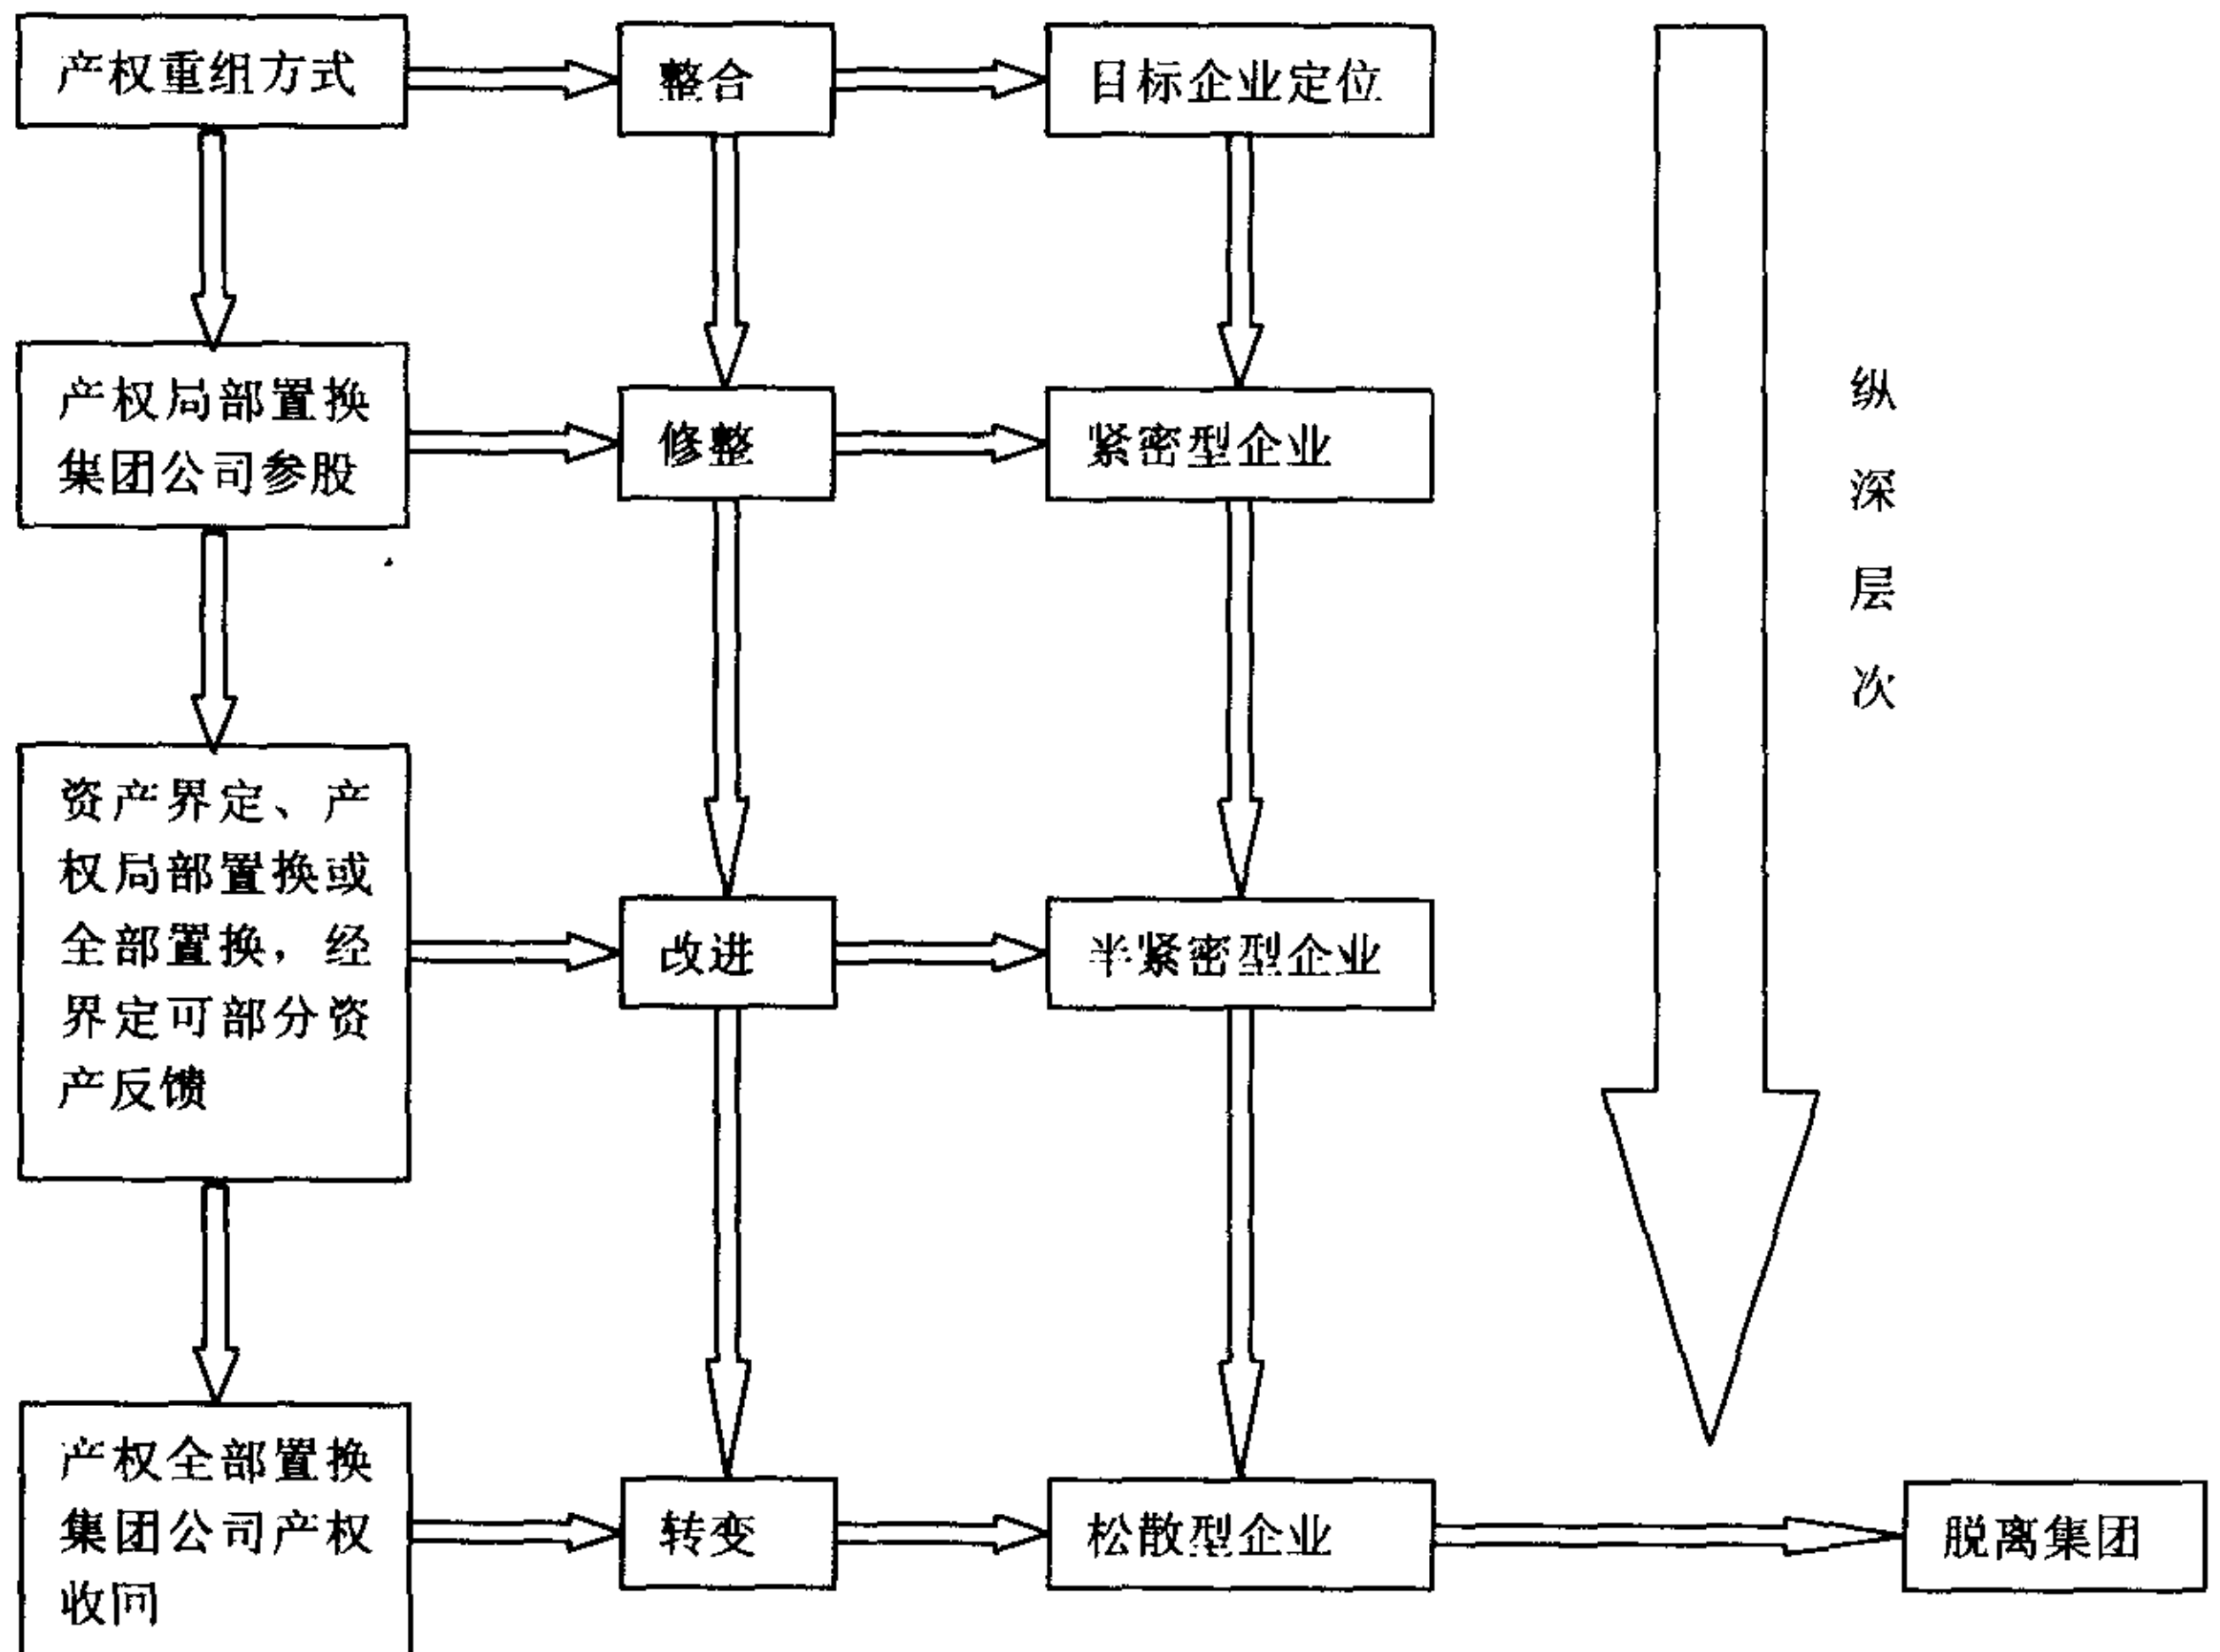 产权重组方式
整合
目标企业定位
产权局部置换
集团公司参股
修整
紧密型企业
纵
深
层
次
资产界定、产
权局部置换或
全部置换，经
界定可部分资
产反馈
改进
半紧密型企业
产权全部置换
集团公司产权
收回
转变
松散型企业
脱离集团